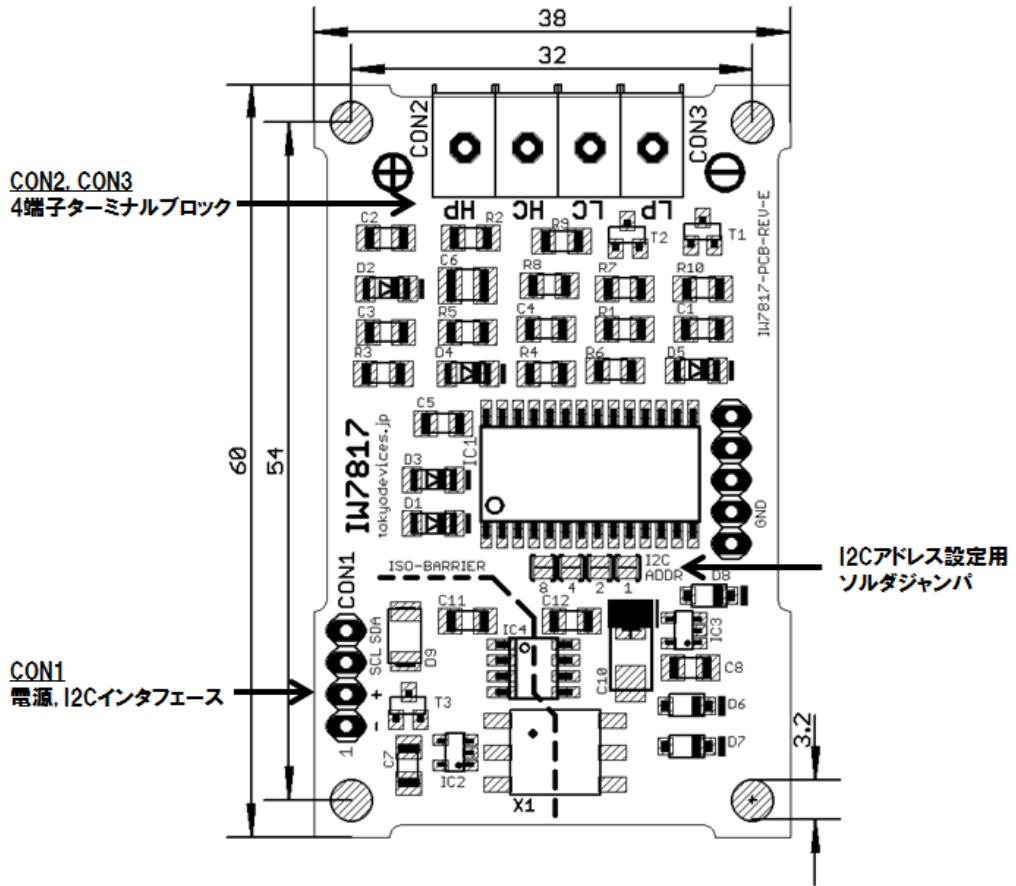 38
32
CON2
CON3
CON2, CON3
4端子ターミナルブロック
HP
HC
LC
LP
C2
R2
R9
T2
T1
D2
C6
R8
R7
R10
C3
R5
C4
R1
C1
R3
D4
R4
R6
D5
IW7817-PCB-REV-E
60
54
C5
IW7817
tokyodevices.jp
IC1
D3
D1
GND
ISO-BARRIER
I2C
ADDR
8
4
2
1
I2Cアドレス設定用
ソルダジャンパ
D8
CON1
C11
C12
IC4
IC3
SDA
SCL
+
-
1
D9
C10
C8
CON1
電源, I2Cインタフェース
T3
D6
D7
C7
IC2
X1
3.2